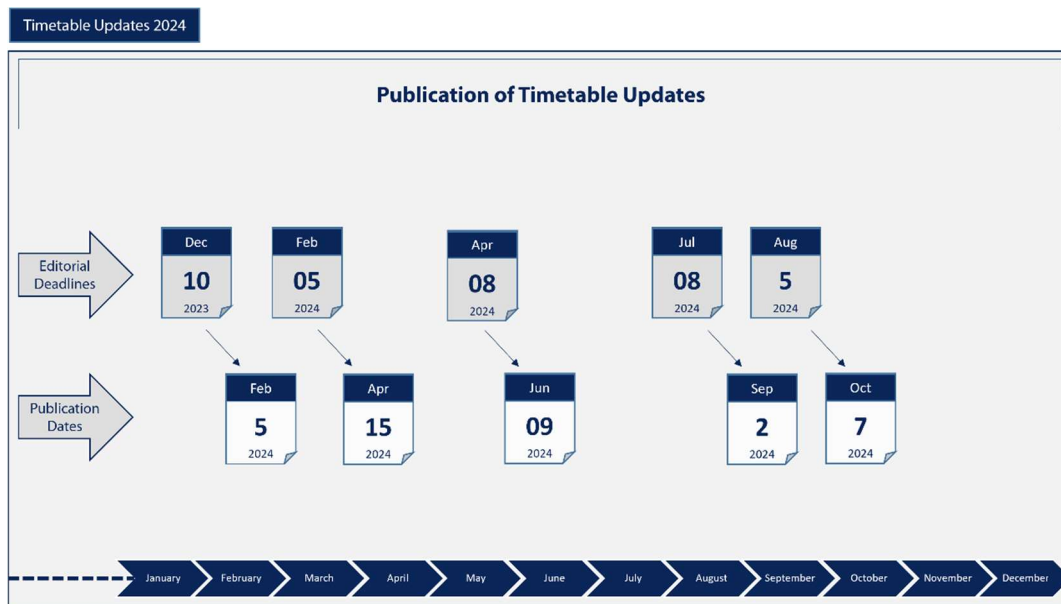 Timetable Updates 2024
Publication of Timetable Updates
Editorial
Deadlines
Dec
10
2023
Feb
05
2024
Apr
08
2024
Jul
08
2024
Aug
5
2024
Publication
Dates
Feb
5
2024
Apr
15
2024
Jun
09
2024
Sep
2
2024
Oct
7
2024
January
February
March
April
May
June
July
August
September
October
November
December